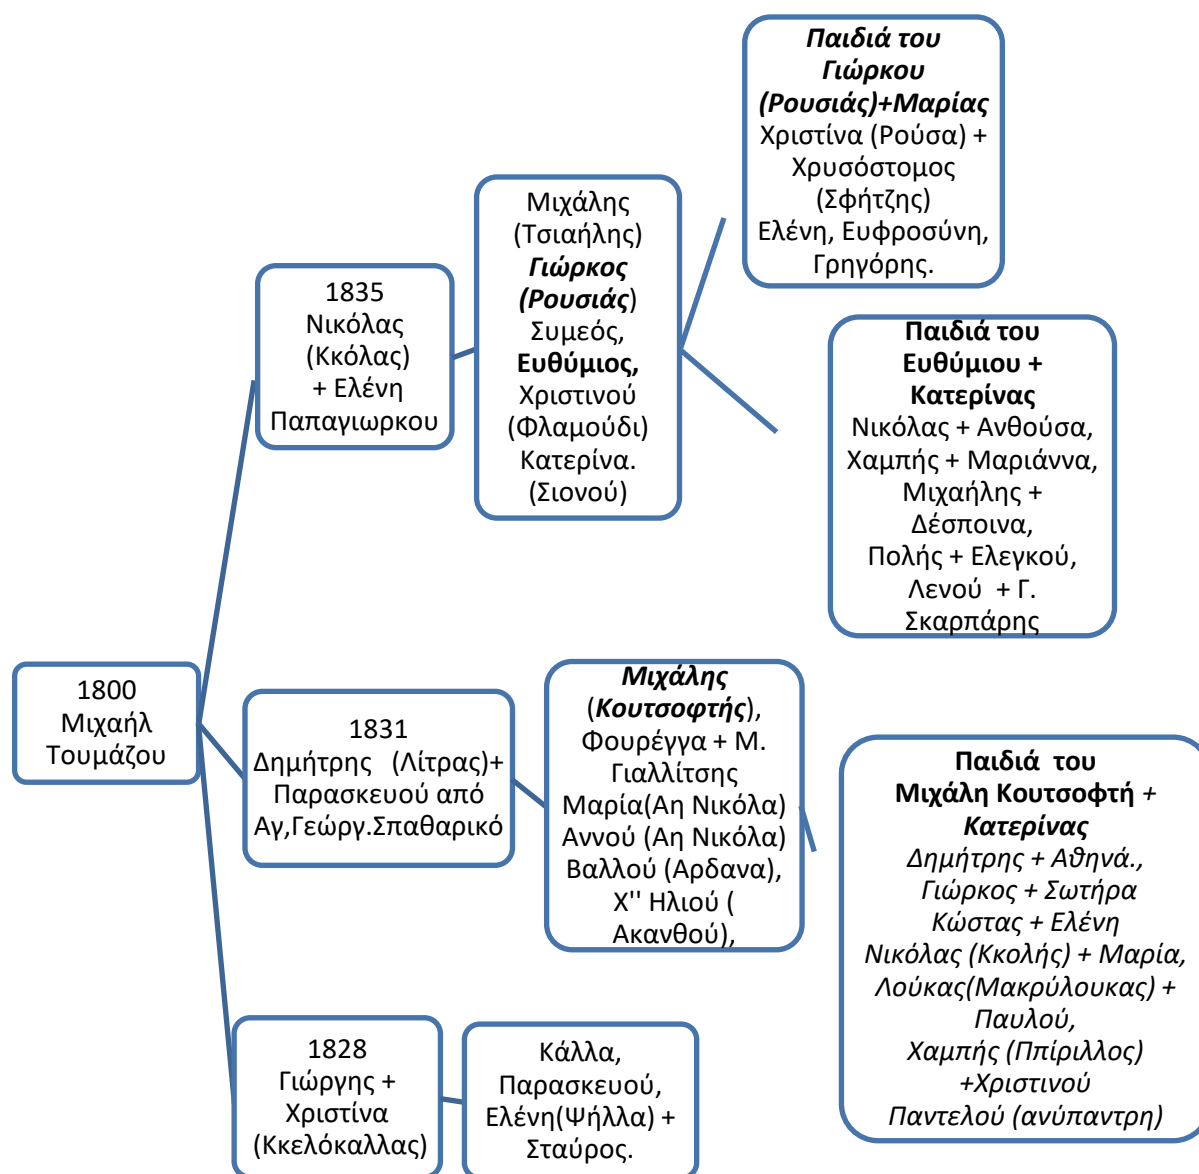 1800
Μιχαήλ
Τουμάζου
1835
Νικόλας
(Κκόλας)
+ Ελένη
Παπαγιωρκου
Μιχάλης
(Τσιαήλης)
Γιώρκος
(Ρουσιάς)
Συμεός,
Ευθύμιος,
Χριστινού
(Φλαμούδι)
Κατερίνα.
(Σιονού)
Παιδιά του
Γιώρκου
(Ρουσιάς)+Μαρίας
Χριστίνα (Ρούσα) +
Χρυσόστομος
(Σφήτζης)
Ελένη, Ευφροσύνη,
Γρηγόρης.
Παιδιά του
Ευθύμιου +
Κατερίνας
Νικόλας + Ανθούσα,
Χαμπής + Μαριάννα,
Μιχαήλης +
Δέσποινα,
Πολής + Ελεγκού,
Λενού + Γ.
Σκαρπάρης
1831
Δημήτρης (Λίτρας)+
Παρασκευού από
Αγ,Γεώργ.Σπαθαρικό
Μιχάλης
(Κουτσοφτής),
Φουρέγγα + Μ.
Γιαλλίτσης
Μαρία(Αη Νικόλα)
Αννού (Αη Νικόλα)
Βαλλού (Αρδανα),
Χ'' Ηλιού (
Ακανθού),
Παιδιά του
Μιχάλη Κουτσοφτή +
Κατερίνας
Δημήτρης + Αθηνά.,
Γιώρκος + Σωτήρα
Κώστας + Ελένη
Νικόλας (Κκολής) + Μαρία,
Λούκας(Μακρύλουκας) +
Παυλού,
Χαμπής (Ππίριλλος)
+Χριστινού
Παντελού (ανύπαντρη)
1828
Γιώργης +
Χριστίνα
(Κκελόκαλλας)
Κάλλα,
Παρασκευού,
Ελένη(Ψήλλα) +
Σταύρος.